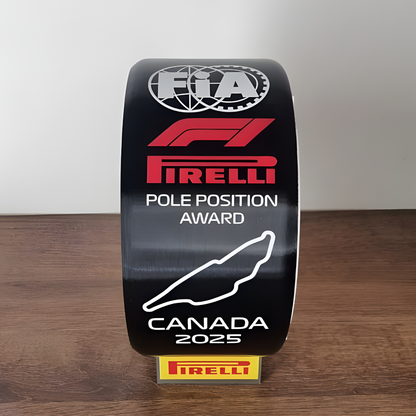 FiA
F1
PIRELLI
POLE POSITION
AWARD
CANADA
2025
PIRELLI